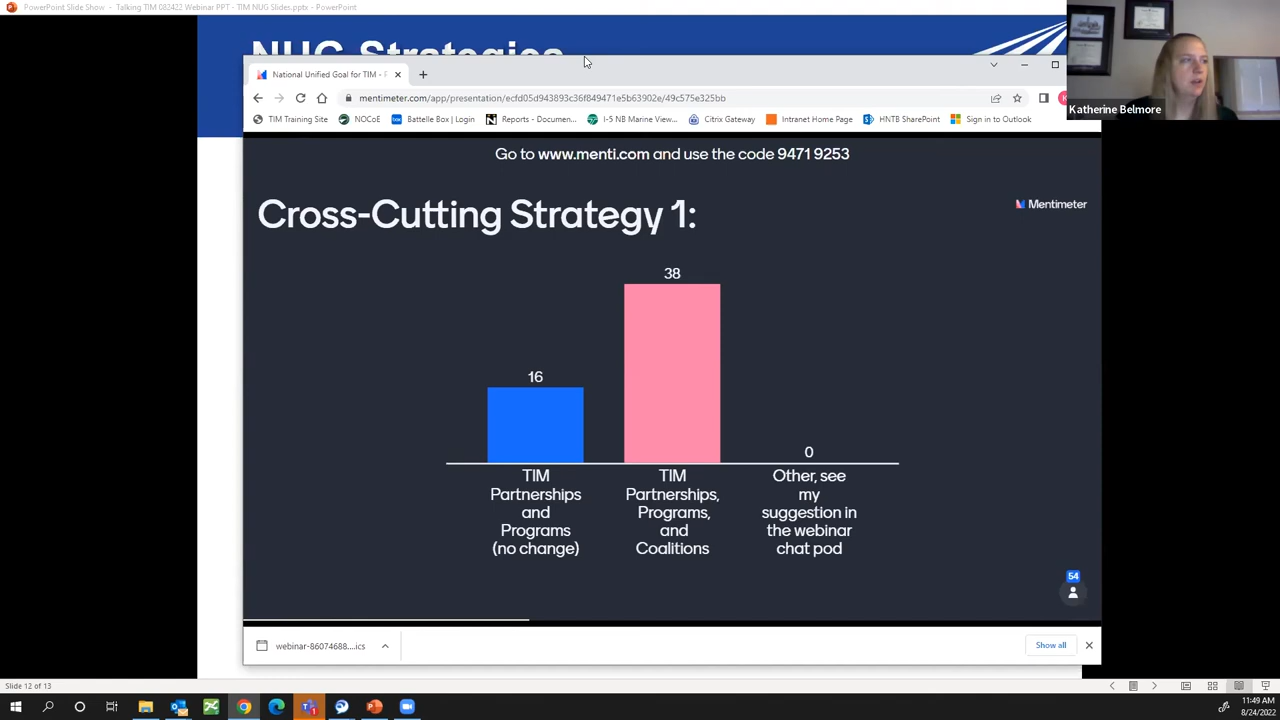 PowerPoint Slide Show - Talking TIM 082422 Webinar PPT - TIM NUG Slides.pptx - PowerPoint
NUG Strategies
National Unified Goal for TIM - P
mentimeter.com/app/presentation/ecfd05d943893c36f849471e5b63902e/49c575e325bb
TIM Training Site
NOCoE
Battelle Box | Login
Reports - Documen...
I-5 NB Marine View...
Citrix Gateway
Intranet Home Page
HNTB SharePoint
Sign in to Outlook
Katherine Belmore
Go to www.menti.com and use the code 9471 9253
Cross-Cutting Strategy 1:
Mentimeter
38
16
0
TIM
Partnerships
and
Programs
(no change)
TIM
Partnerships,
Programs,
and
Coalitions
Other, see
my
suggestion in
the webinar
chat pod
54
webinar-86074688....ics
Show all
Slide 12 of 13
11:49 AM
8/24/2022